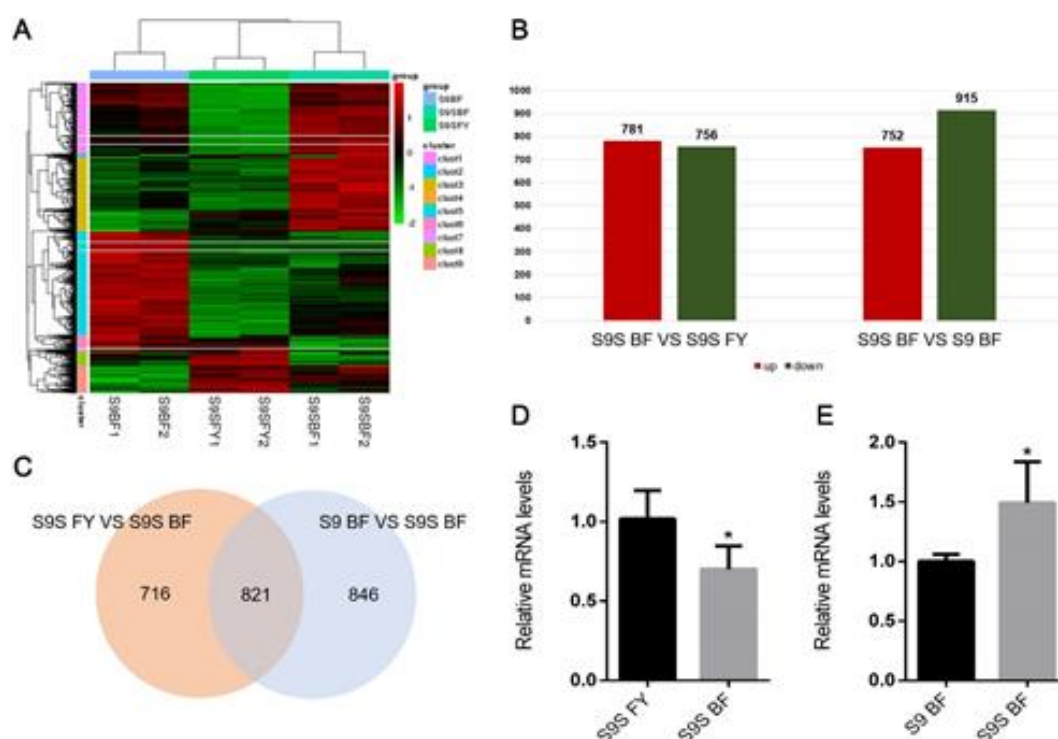 A
group
group
S9BF
S9SBF
S9SFY
cluster
clust1
clust2
clust3
clust4
clust5
clust6
clust7
clust8
clust9
1
-2
cluster
S9BF1
S9BF2
S9SFY1
S9SFY2
S9SBF1
S9SBF2
B
1000
900
800
700
600
500
400
300
200
100
0
781
756
752
915
S9S BF VS S9S FY
S9S BF VS S9 BF
up
down
C
S9S FY VS S9S BF
S9 BF VS S9S BF
716
821
846
D
Relative mRNA levels
1.5
1.0
0.5
0.0
*
S9S FY
S9S BF
E
Relative mRNA levels
2.0
1.5
1.0
0.5
0.0
*
S9 BF
S9S BF